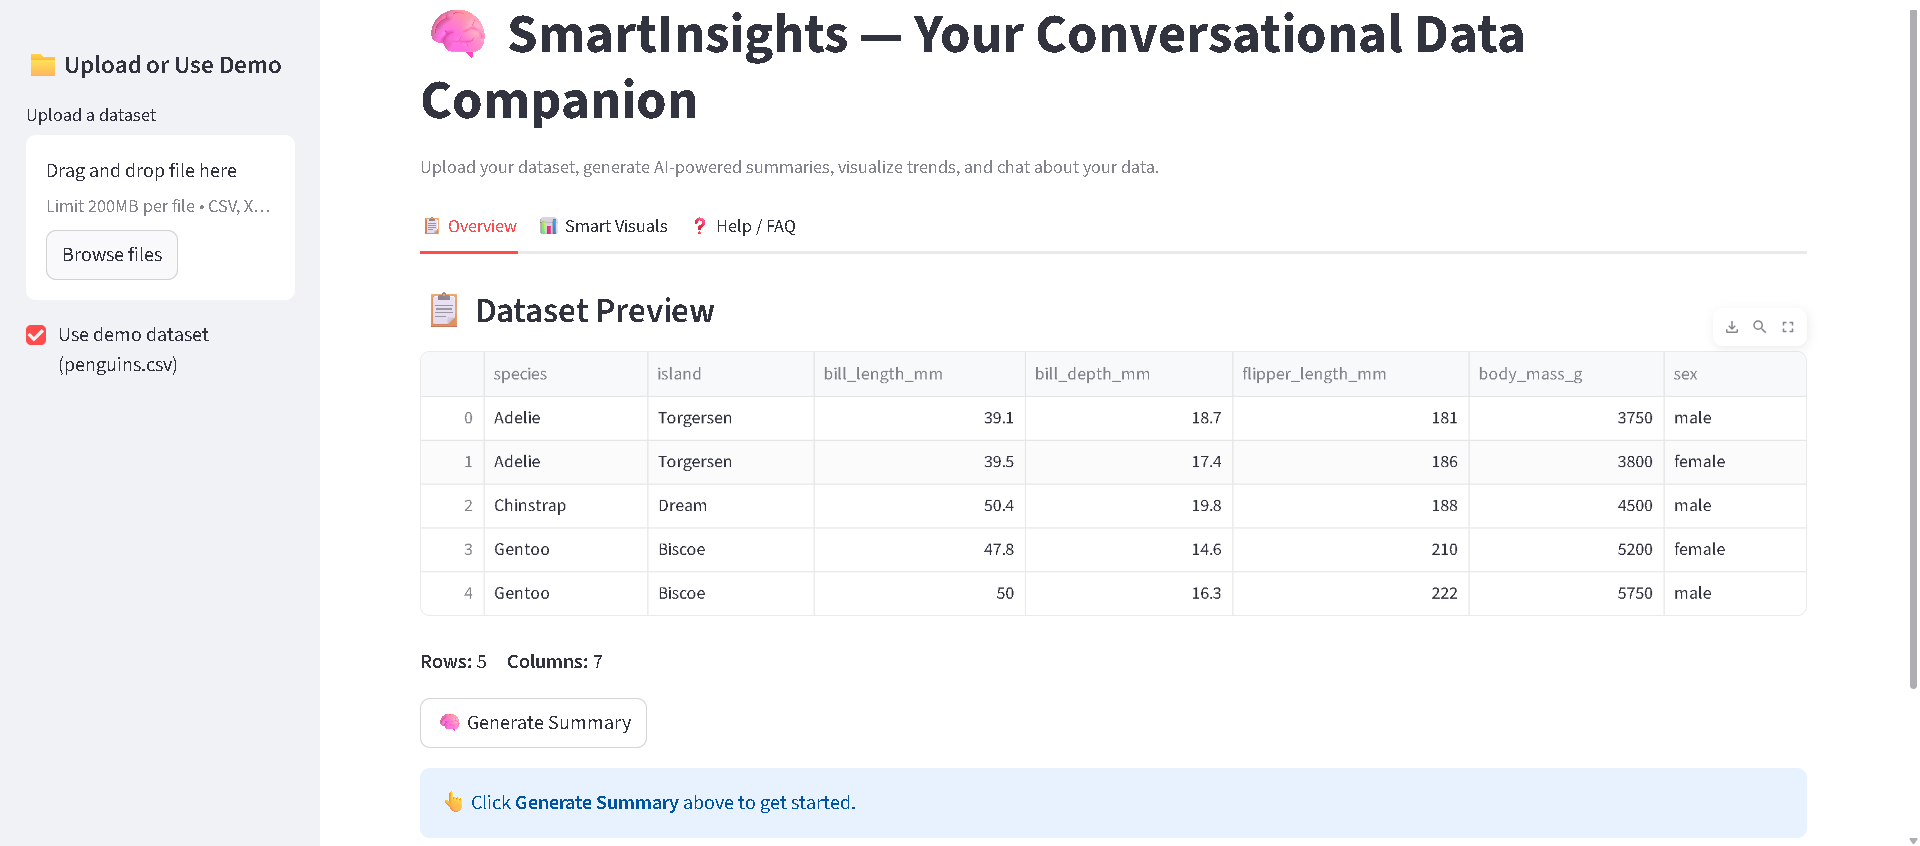 Upload or Use Demo
Upload a dataset
Drag and drop file here
Limit 200MB per file • CSV, X...
Browse files
Use demo dataset
(penguins.csv)
SmartInsights — Your Conversational Data
Companion
Upload your dataset, generate AI-powered summaries, visualize trends, and chat about your data.
Overview Smart Visuals Help / FAQ
Dataset Preview
species island bill_length_mm bill_depth_mm flipper_length_mm body_mass_g sex
0 Adelie Torgersen 39.1 18.7 181 3750 male
1 Adelie Torgersen 39.5 17.4 186 3800 female
2 Chinstrap Dream 50.4 19.8 188 4500 male
3 Gentoo Biscoe 47.8 14.6 210 5200 female
4 Gentoo Biscoe 50 16.3 222 5750 male
Rows: 5 Columns: 7
Generate Summary
Click Generate Summary above to get started.